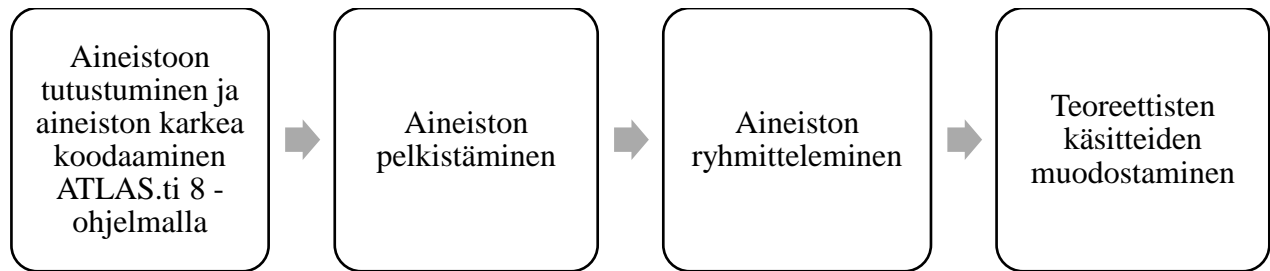 Aineistoon
tutustuminen ja
aineiston karkea
koodaaminen
ATLAS.ti 8 -
ohjelmalla
Aineiston
pelkistäminen
Aineiston
ryhmitteleminen
Teoreettisten
käsitteiden
muodostaminen